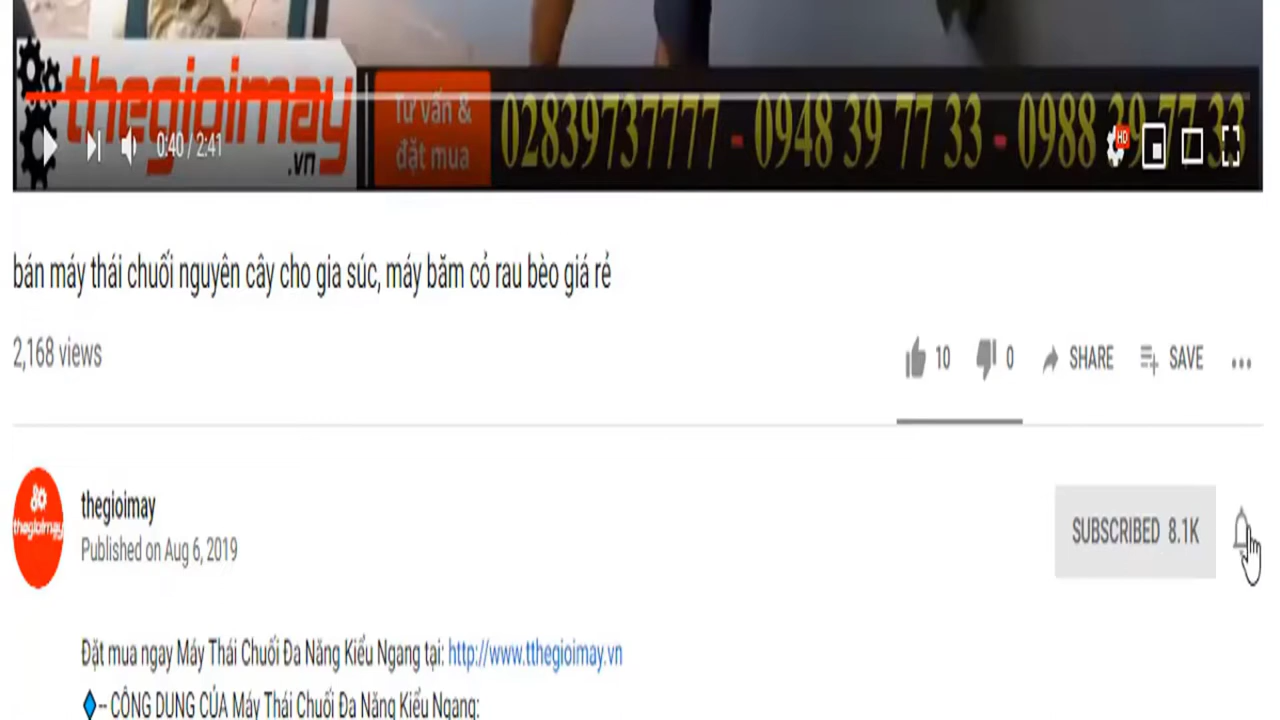 thegioimay
.vn
Tư vấn &
đặt mua
02839737777 - 0948 39 77 33 - 0988 39 77 33
HD
0:40 / 2:41
bán máy thái chuối nguyên cây cho gia súc, máy băm cỏ rau bèo giá rẻ
2,168 views
10 0 SHARE SAVE
thegioimay
thegioimay
Published on Aug 6, 2019
SUBSCRIBED 8.1K
Đặt mua ngay Máy Thái Chuối Đa Năng Kiểu Ngang tại: http://www.tthegioimay.vn
-- CÔNG DỤNG CỦA Máy Thái Chuối Đa Năng Kiểu Ngang: